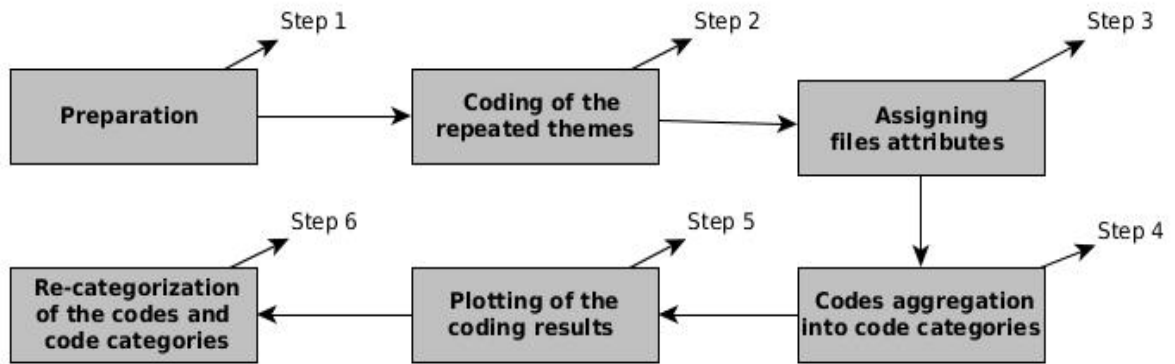 Step 1
Preparation
Step 2
Coding of the
repeated themes
Step 3
Assigning
files attributes
Step 4
Codes aggregation
into code categories
Step 5
Plotting of the
coding results
Step 6
Re-categorization
of the codes and
code categories